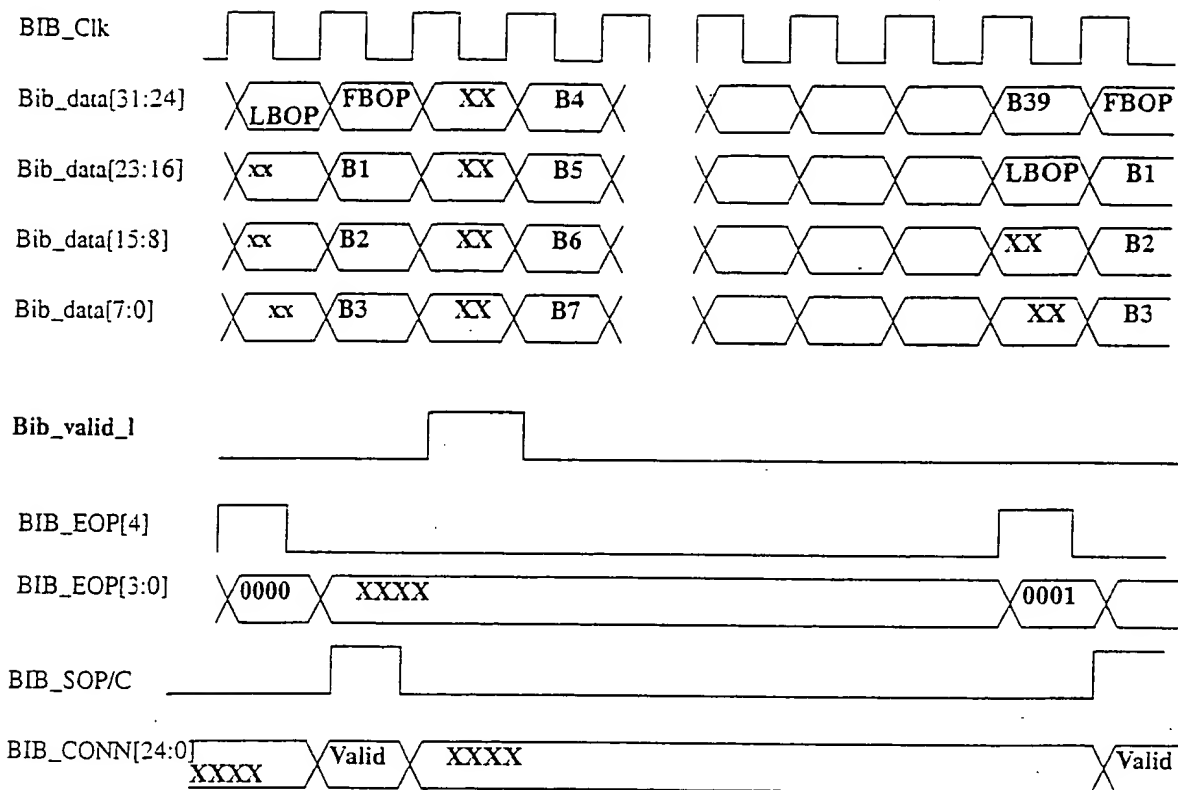 BIB_Clk
Bib_data[31:24] LBOP FBOP XX B4 B39 FBOP
Bib_data[23:16] xx B1 XX B5 LBOP B1
Bib_data[15:8] xx B2 XX B6 XX B2
Bib_data[7:0] xx B3 XX B7 XX B3
Bib_valid_l
BIB_EOP[4]
BIB_EOP[3:0] 0000 XXXX 0001
BIB_SOP/C
BIB_CONN[24:0] XXXX Valid XXXX Valid